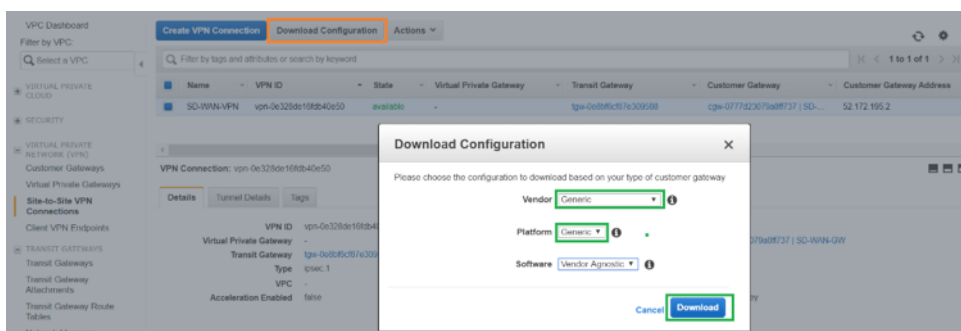 VPC Dashboard
Filter by VPC:
Select a VPC
VIRTUAL PRIVATE
CLOUD
SECURITY
VIRTUAL PRIVATE
NETWORK (VPN)
Customer Gateways
Virtual Private Gateways
Site-to-Site VPN
Connections
Client VPN Endpoints
TRANSIT GATEWAYS
Transit Gateways
Transit Gateway
Attachments
Transit Gateway Route
Tables
Create VPN Connection Download Configuration Actions
Filter by tags and attributes or search by keyword
1 to 1 of 1
Name VPN ID State Virtual Private Gateway Transit Gateway Customer Gateway Customer Gateway Address
SD-WAN-VPN vpn-0e328de16fdb40e50 available - 52.172.195.2
VPN Connection: vpn-0e328de16fdb40e50
Details Tunnel Details Tags
VPN ID
Virtual Private Gateway -
Transit Gateway
Type ipsec.1
VPC -
Acceleration Enabled false
SD-WAN-GW
Download Configuration
Please choose the configuration to download based on your type of customer gateway
Vendor Generic
Platform Generic
Software Vendor Agnostic
Cancel Download